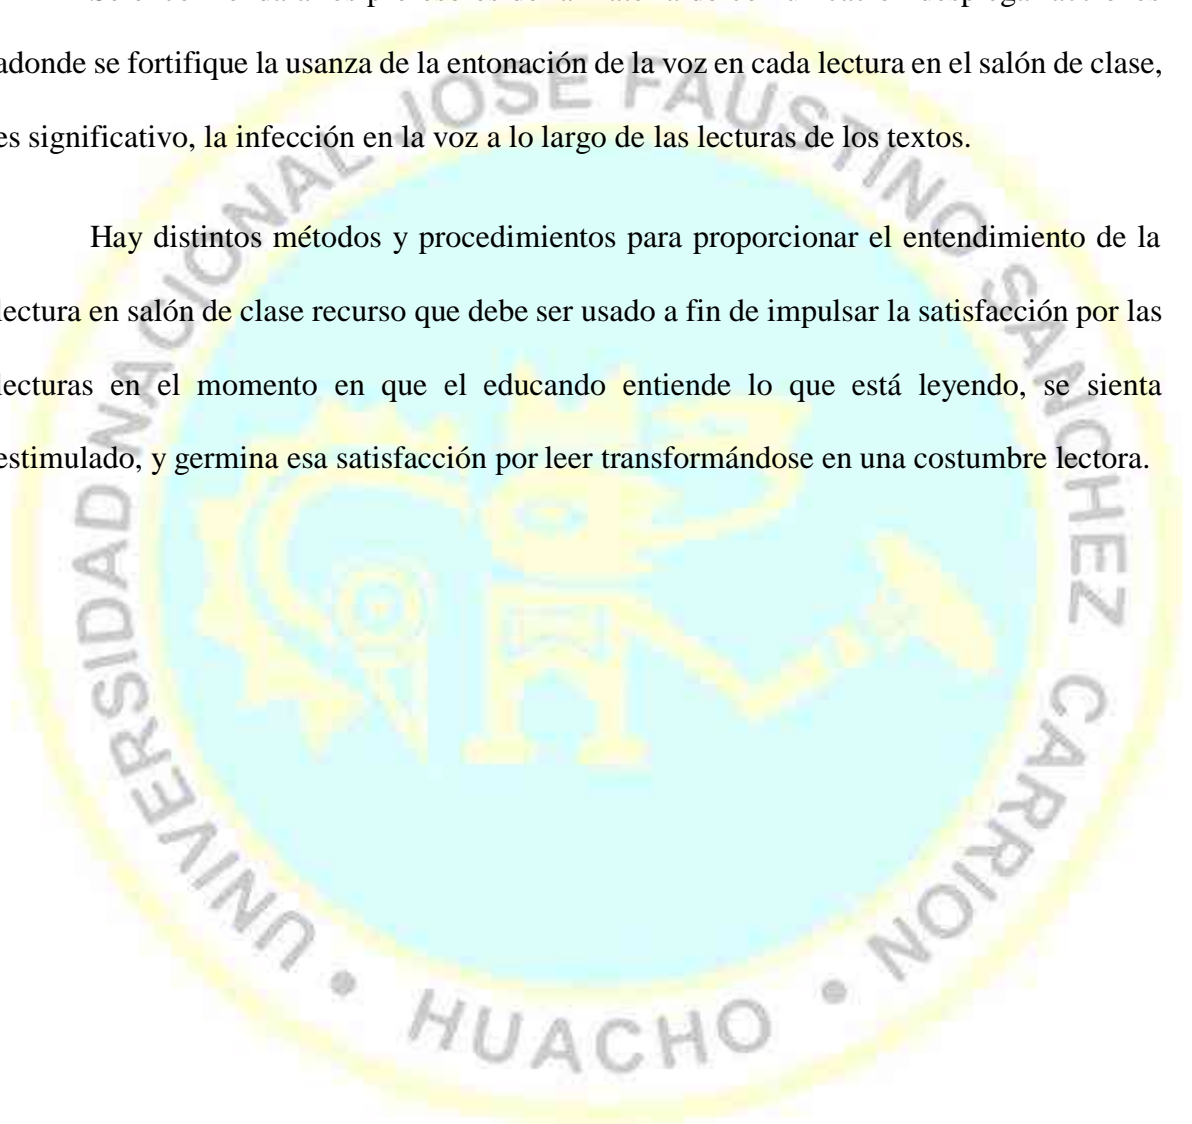 adonde se fortifique la usanza de la entonación de la voz en cada lectura en el salón de clase,
es significativo, la infección en la voz a lo largo de las lecturas de los textos.
Hay distintos métodos y procedimientos para proporcionar el entendimiento de la
lectura en salón de clase recurso que debe ser usado a fin de impulsar la satisfacción por las
lecturas en el momento en que el educando entiende lo que está leyendo, se sienta
estimulado, y germina esa satisfacción por leer transformándose en una costumbre lectora.
UNIVERSIDAD NACIONAL JOSE FAUSTINO SANCHEZ CARRION
• HUACHO •